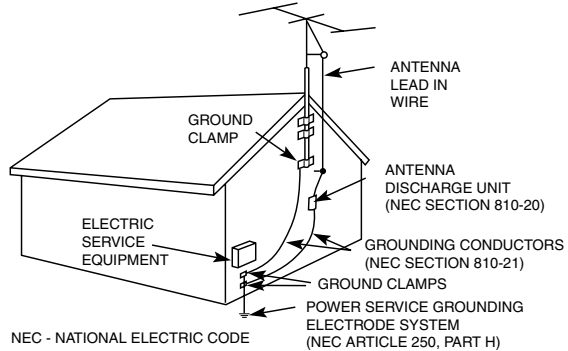 ANTENNA
LEAD IN
WIRE
GROUND
CLAMP
ANTENNA
DISCHARGE UNIT
(NEC SECTION 810-20)
ELECTRIC
SERVICE
EQUIPMENT
GROUNDING CONDUCTORS
(NEC SECTION 810-21)
GROUND CLAMPS
POWER SERVICE GROUNDING
ELECTRODE SYSTEM
(NEC ARTICLE 250, PART H)
NEC - NATIONAL ELECTRIC CODE